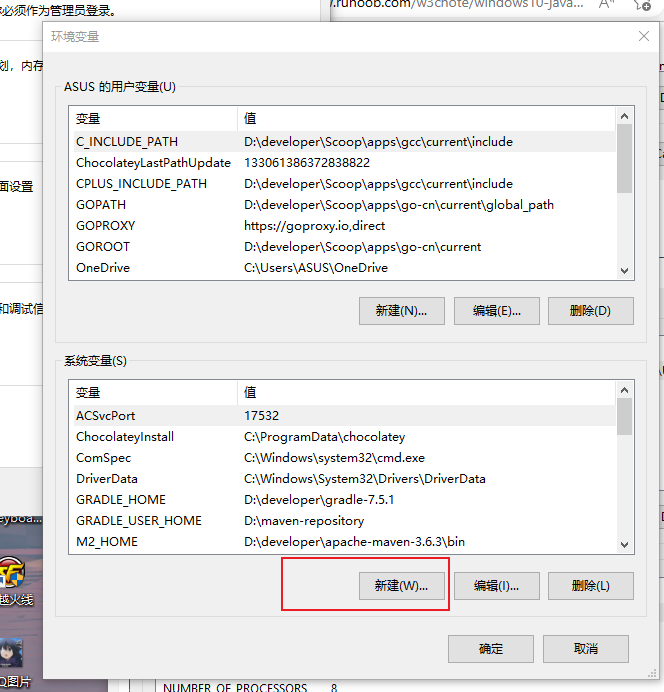 必须作为管理员登录。
.runoob.com/w3cnote/windows10-java...
划，内存
面设置
和调试信
环境变量
ASUS 的用户变量(U)
变量 值
C_INCLUDE_PATH D:\developer\Scoop\apps\gcc\current\include
ChocolateyLastPathUpdate 133061386372838822
CPLUS_INCLUDE_PATH D:\developer\Scoop\apps\gcc\current\include
GOPATH D:\developer\Scoop\apps\go-cn\current\global_path
GOPROXY https://goproxy.io,direct
GOROOT D:\developer\Scoop\apps\go-cn\current
OneDrive C:\Users\ASUS\OneDrive
新建(N)... 编辑(E)... 删除(D)
系统变量(S)
变量 值
ACSvcPort 17532
ChocolateyInstall C:\ProgramData\chocolatey
ComSpec C:\Windows\system32\cmd.exe
DriverData C:\Windows\System32\Drivers\DriverData
GRADLE_HOME D:\developer\gradle-7.5.1
GRADLE_USER_HOME D:\maven-repository
M2_HOME D:\developer\apache-maven-3.6.3\bin
新建(W)... 编辑(I)... 删除(L)
确定 取消
eyboa...
越火线
Q图片
NUMBER OF PROCESSORS 8